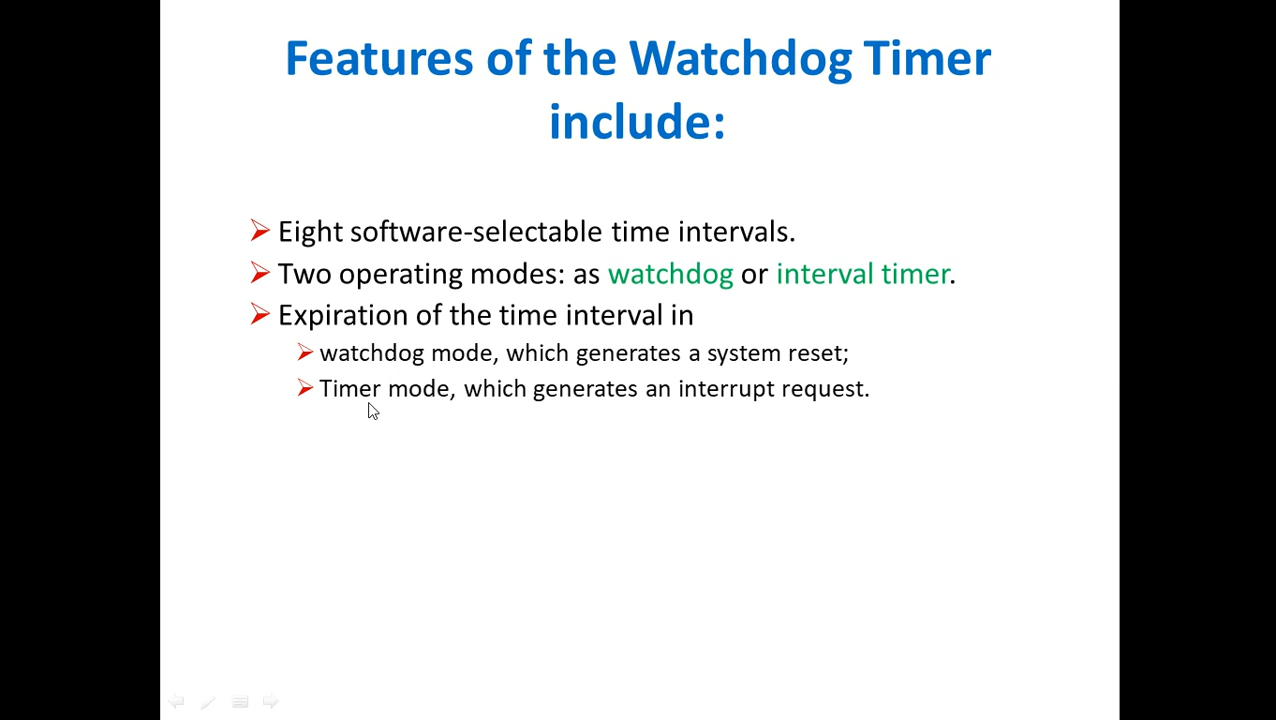 Features of the Watchdog Timer
include:
Eight software-selectable time intervals.
Two operating modes: as watchdog or interval timer.
Expiration of the time interval in
watchdog mode, which generates a system reset;
Timer mode, which generates an interrupt request.